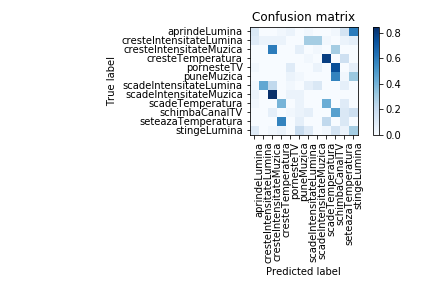 Confusion matrix
aprindeLumina
cresteIntensitateLumina
cresteIntensitateMuzica
cresteTemperatura
pornesteTV
puneMuzica
scadeIntensitateLumina
scadeIntensitateMuzica
scadeTemperatura
schimbaCanalTV
seteazaTemperatura
stingeLumina
True label
0.8
0.6
0.4
0.2
0.0
aprindeLumina
cresteIntensitateLumina
cresteIntensitateMuzica
cresteTemperatura
pornesteTV
puneMuzica
scadeIntensitateLumina
scadeIntensitateMuzica
scadeTemperatura
schimbaCanalTV
seteazaTemperatura
stingeLumina
Predicted label